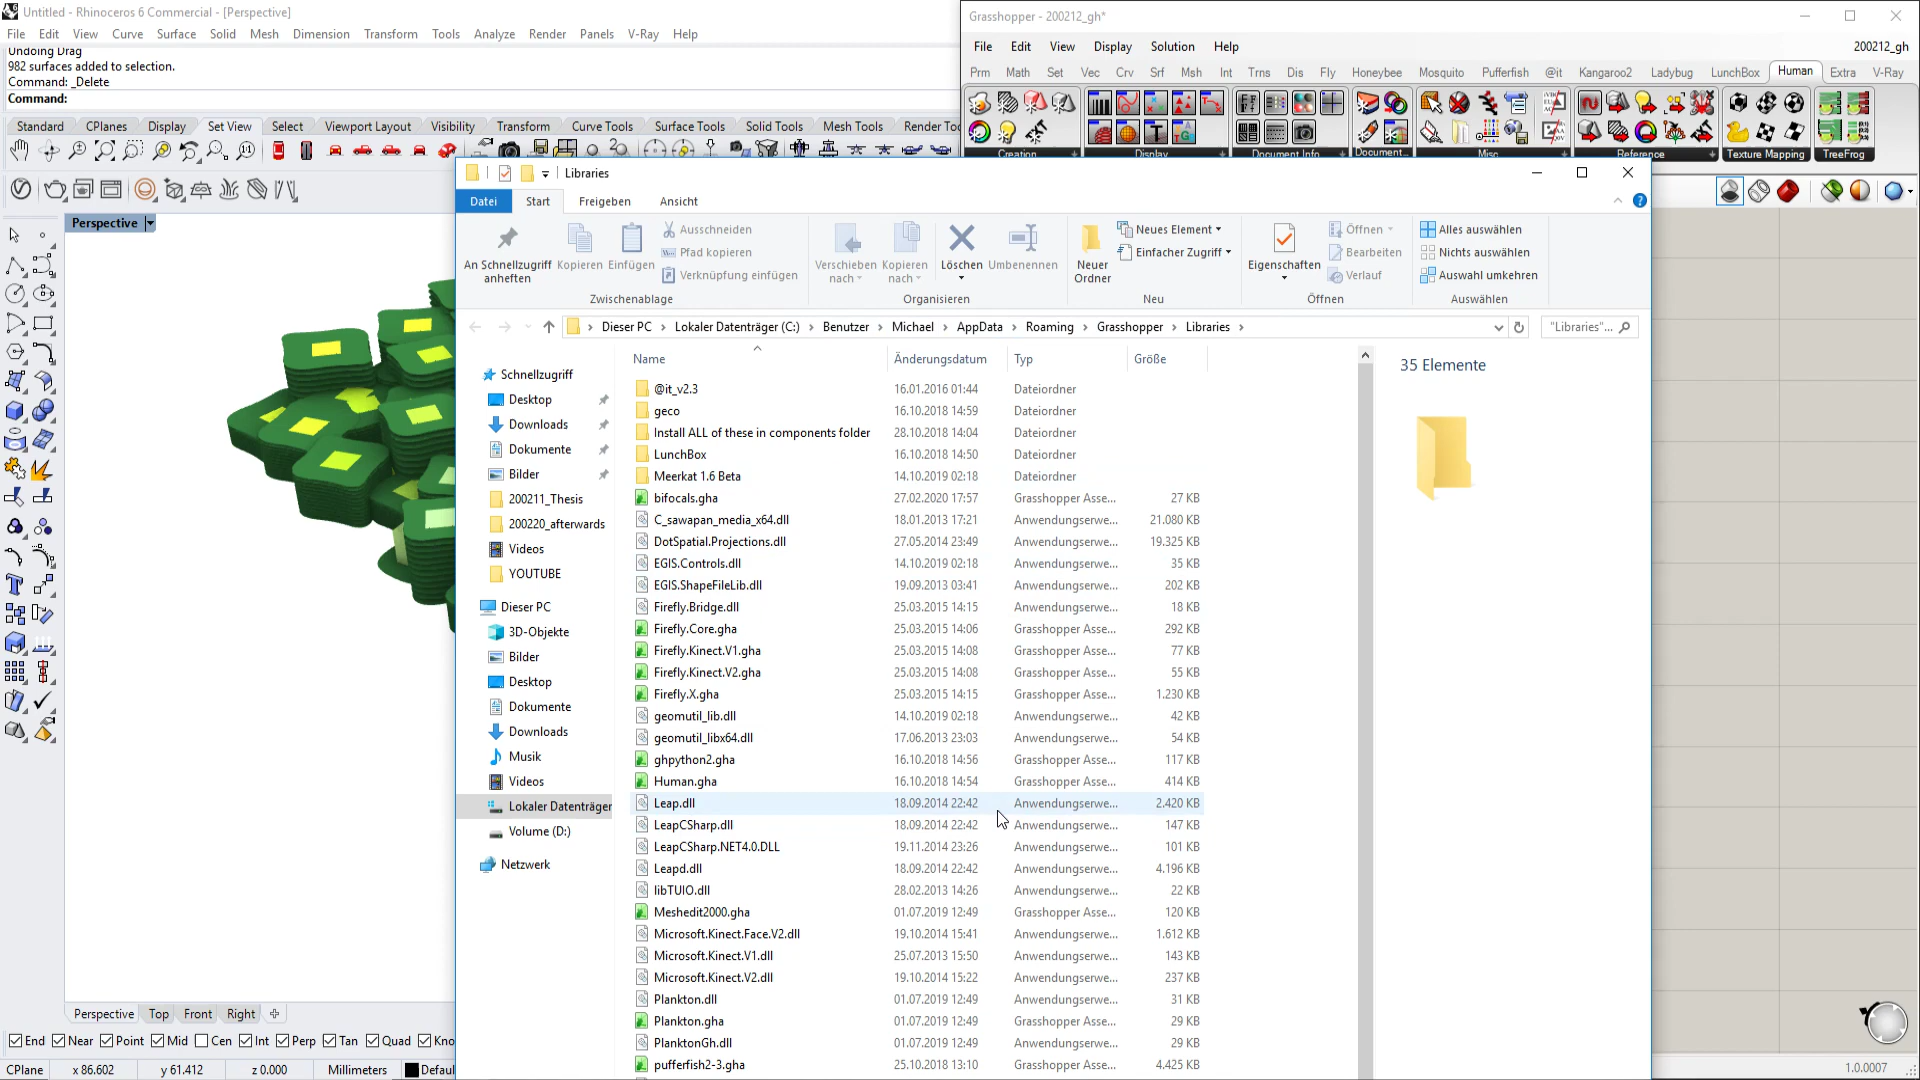 Untitled - Rhinoceros 6 Commercial - [Perspective]
File Edit View Curve Surface Solid Mesh Dimension Transform Tools Analyze Render Panels V-Ray Help
Undoing Drag
982 surfaces added to selection.
Command: _Delete
Command:
Standard CPlanes Display Set View Select Viewport Layout Visibility Transform Curve Tools Surface Tools Solid Tools Mesh Tools Render To
Grasshopper - 200212_gh*
File Edit View Display Solution Help 200212_gh
Prm Math Set Vec Crv Srf Msh Int Trns Dis Fly Honeybee Mosquito Pufferfish @it Kangaroo2 Ladybug LunchBox Human Extra V-Ray
Creation Display Document Info Document... Misc Reference Texture Mapping TreeFrog
Perspective
Libraries
Datei Start Freigeben Ansicht
An Schnellzugriff anheften
Kopieren
Einfügen
Ausschneiden
Pfad kopieren
Verknüpfung einfügen
Zwischenablage
Verschieben nach
Kopieren nach
Löschen
Umbenennen
Organisieren
Neuer Ordner
Neues Element
Einfacher Zugriff
Neu
Eigenschaften
Öffnen
Bearbeiten
Verlauf
Öffnen
Alles auswählen
Nichts auswählen
Auswahl umkehren
Auswählen
Dieser PC Lokaler Datenträger (C:) Benutzer Michael AppData Roaming Grasshopper Libraries
"Libraries"...
Schnellzugriff
Desktop
Downloads
Dokumente
Bilder
200211_Thesis
200220_afterwards
Videos
YOUTUBE
Dieser PC
3D-Objekte
Bilder
Desktop
Dokumente
Downloads
Musik
Videos
Lokaler Datenträger
Volume (D:)
Netzwerk
Name Änderungsdatum Typ Größe
@it_v2.3 16.01.2016 01:44 Dateiordner
geco 16.10.2018 14:59 Dateiordner
Install ALL of these in components folder 28.10.2018 14:04 Dateiordner
LunchBox 16.10.2018 14:50 Dateiordner
Meerkat 1.6 Beta 14.10.2019 02:18 Dateiordner
bifocals.gha 27.02.2020 17:57 Grasshopper Asse... 27 KB
C_sawapan_media_x64.dll 18.01.2013 17:21 Anwendungserwe... 21.080 KB
DotSpatial.Projections.dll 27.05.2014 23:49 Anwendungserwe... 19.325 KB
EGIS.Controls.dll 14.10.2019 02:18 Anwendungserwe... 35 KB
EGIS.ShapeFileLib.dll 19.09.2013 03:41 Anwendungserwe... 202 KB
Firefly.Bridge.dll 25.03.2015 14:15 Anwendungserwe... 18 KB
Firefly.Core.gha 25.03.2015 14:06 Grasshopper Asse... 292 KB
Firefly.Kinect.V1.gha 25.03.2015 14:08 Grasshopper Asse... 77 KB
Firefly.Kinect.V2.gha 25.03.2015 14:08 Grasshopper Asse... 55 KB
Firefly.X.gha 25.03.2015 14:15 Grasshopper Asse... 1.230 KB
geomutil_lib.dll 14.10.2019 02:18 Anwendungserwe... 42 KB
geomutil_libx64.dll 17.06.2013 23:03 Anwendungserwe... 54 KB
ghpython2.gha 16.10.2018 14:56 Grasshopper Asse... 117 KB
Human.gha 16.10.2018 14:54 Grasshopper Asse... 414 KB
Leap.dll 18.09.2014 22:42 Anwendungserwe... 2.420 KB
LeapCSharp.dll 18.09.2014 22:42 Anwendungserwe... 147 KB
LeapCSharp.NET4.0.DLL 19.11.2014 23:26 Anwendungserwe... 101 KB
Leapd.dll 18.09.2014 22:42 Anwendungserwe... 4.196 KB
libTUIO.dll 28.02.2013 14:26 Anwendungserwe... 22 KB
Meshedit2000.gha 01.07.2019 12:49 Grasshopper Asse... 120 KB
Microsoft.Kinect.Face.V2.dll 19.10.2014 15:41 Anwendungserwe... 1.612 KB
Microsoft.Kinect.V1.dll 25.07.2013 15:50 Anwendungserwe... 143 KB
Microsoft.Kinect.V2.dll 19.10.2014 15:22 Anwendungserwe... 237 KB
Plankton.dll 01.07.2019 12:49 Anwendungserwe... 31 KB
Plankton.gha 01.07.2019 12:49 Grasshopper Asse... 29 KB
PlanktonGh.dll 01.07.2019 12:49 Anwendungserwe... 29 KB
pufferfish2-3.gha 25.10.2018 13:10 Grasshopper Asse... 4.425 KB
35 Elemente
Perspective Top Front Right
End Near Point Mid Cen Int Perp Tan Quad Kno
CPlane x 86.602 y 61.412 z 0.000 Millimeters Defaul
1.0.0007